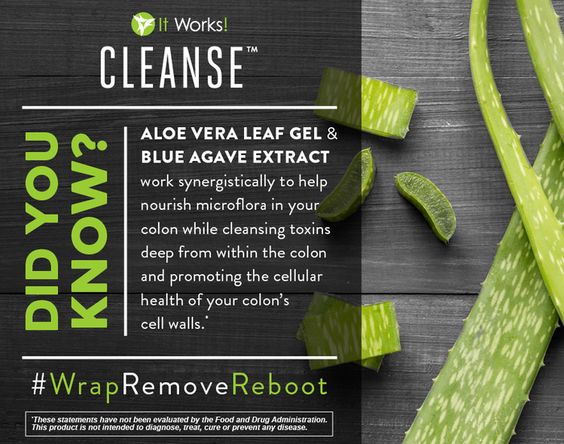 It Works!
CLEANSE™
DID YOU
KNOW?
ALOE VERA LEAF GEL &
BLUE AGAVE EXTRACT
work synergistically to help
nourish microflora in your
colon while cleansing toxins
deep from within the colon
and promoting the cellular
health of your colon's
cell walls.*
#WrapRemoveReboot
*These statements have not been evaluated by the Food and Drug Administration.
This product is not intended to diagnose, treat, cure or prevent any disease.